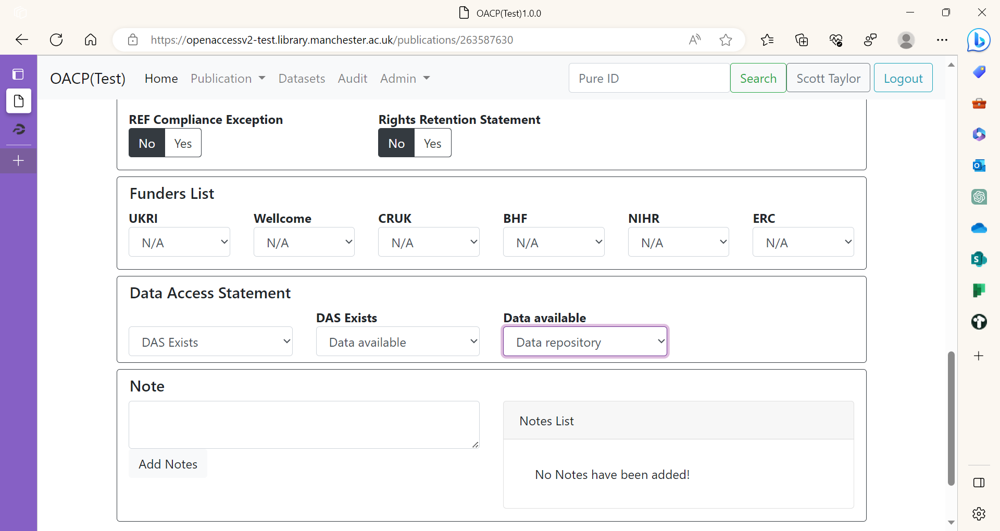 OACP(Test)1.0.0
https://openaccessv2-test.library.manchester.ac.uk/publications/263587630
OACP(Test) Home Publication Datasets Audit Admin Pure ID Search Scott Taylor Logout
REF Compliance Exception Rights Retention Statement
No Yes No Yes
Funders List
UKRI Wellcome CRUK BHF NIHR ERC
N/A N/A N/A N/A N/A N/A
Data Access Statement
DAS Exists Data available
DAS Exists Data available Data repository
Note
Notes List
Add Notes
No Notes have been added!